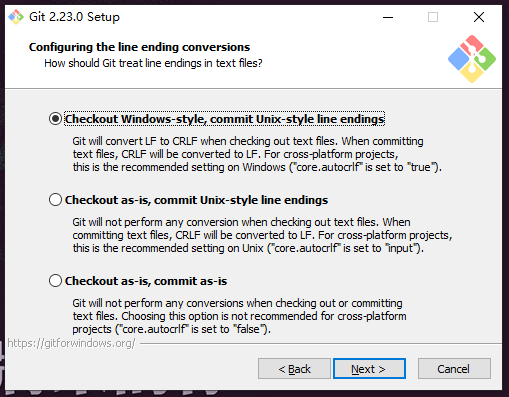 Git 2.23.0 Setup
Configuring the line ending conversions
How should Git treat line endings in text files?
Checkout Windows-style, commit Unix-style line endings
Git will convert LF to CRLF when checking out text files. When committing
text files, CRLF will be converted to LF. For cross-platform projects,
this is the recommended setting on Windows ("core.autocrlf" is set to "true").
Checkout as-is, commit Unix-style line endings
Git will not perform any conversion when checking out text files. When
committing text files, CRLF will be converted to LF. For cross-platform projects,
this is the recommended setting on Unix ("core.autocrlf" is set to "input").
Checkout as-is, commit as-is
Git will not perform any conversions when checking out or committing
text files. Choosing this option is not recommended for cross-platform
projects ("core.autocrlf" is set to "false").
https://gitforwindows.org/
< Back
Next >
Cancel